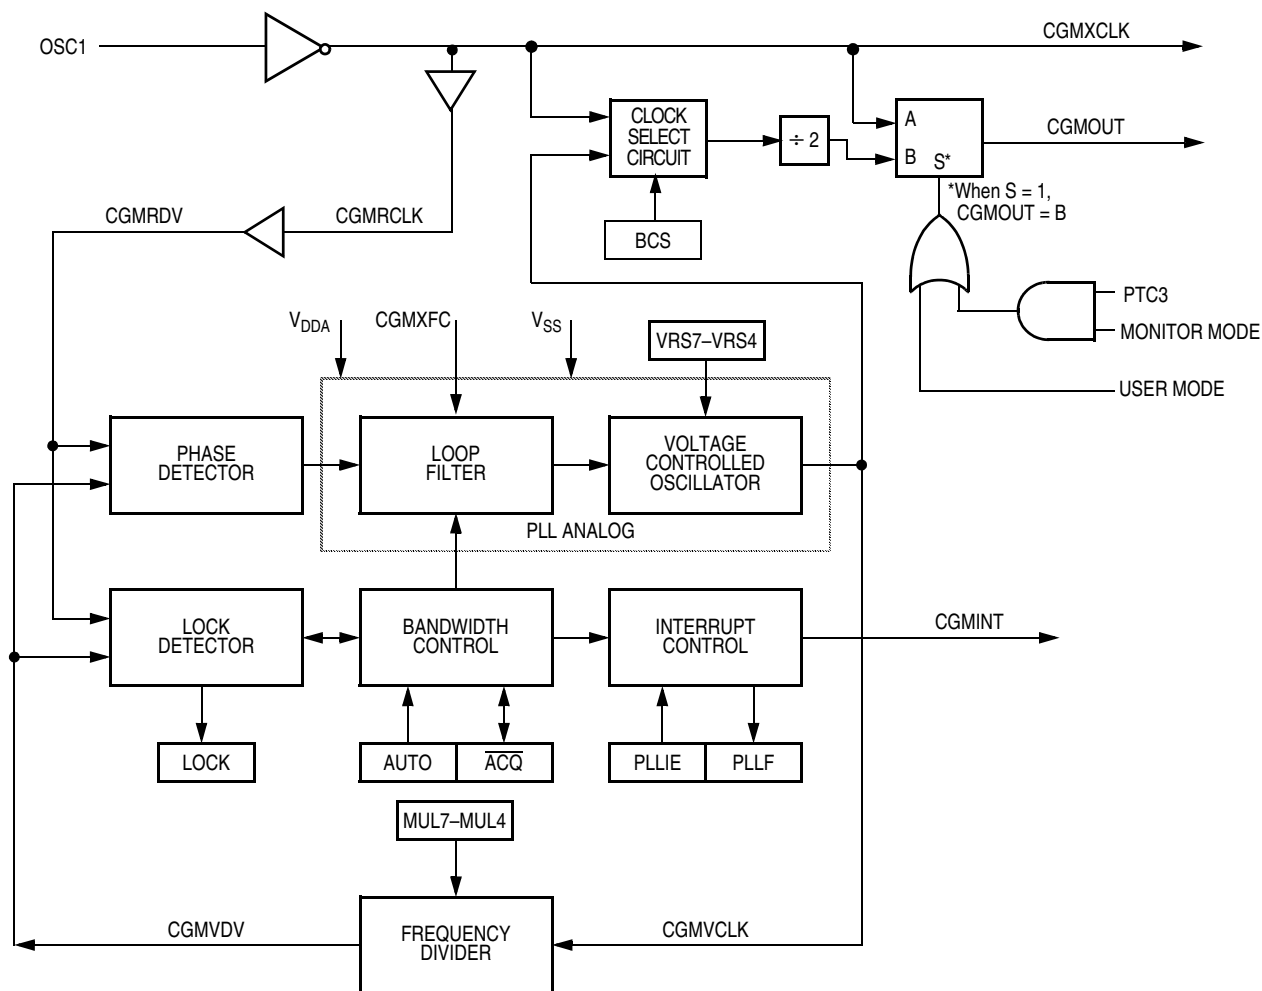 OSC1
CGMXCLK
CLOCK
SELECT
CIRCUIT
÷ 2
A
B
S*
CGMOUT
*When S = 1,
CGMOUT = B
BCS
CGMRDV
CGMRCLK
PTC3
MONITOR MODE
USER MODE
VDDA
CGMXFC
VSS
VRS7–VRS4
PHASE
DETECTOR
LOOP
FILTER
VOLTAGE
CONTROLLED
OSCILLATOR
PLL ANALOG
LOCK
DETECTOR
BANDWIDTH
CONTROL
INTERRUPT
CONTROL
CGMINT
LOCK
AUTO
ACQ
PLLIE
PLLF
MUL7–MUL4
CGMVDV
FREQUENCY
DIVIDER
CGMVCLK